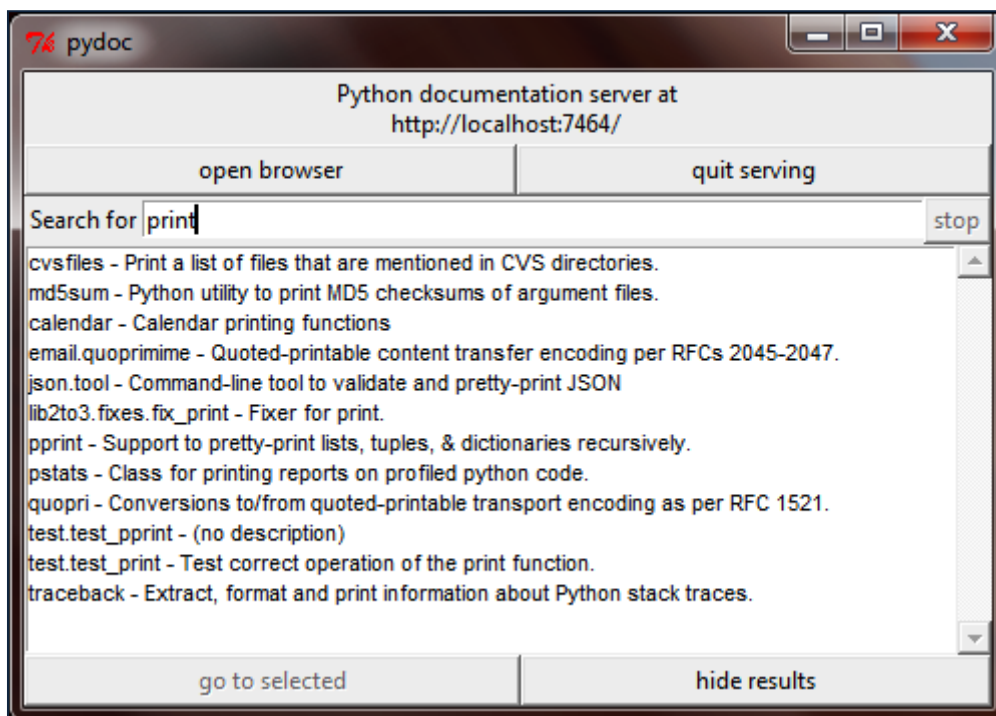 pydoc
Python documentation server at
http://localhost:7464/
open browser
quit serving
Search for print
stop
cvsfiles - Print a list of files that are mentioned in CVS directories.
md5sum - Python utility to print MD5 checksums of argument files.
calendar - Calendar printing functions
email.quoprimime - Quoted-printable content transfer encoding per RFCs 2045-2047.
json.tool - Command-line tool to validate and pretty-print JSON
lib2to3.fixes.fix_print - Fixer for print.
pprint - Support to pretty-print lists, tuples, & dictionaries recursively.
pstats - Class for printing reports on profiled python code.
quopri - Conversions to/from quoted-printable transport encoding as per RFC 1521.
test.test_pprint - (no description)
test.test_print - Test correct operation of the print function.
traceback - Extract, format and print information about Python stack traces.
go to selected
hide results